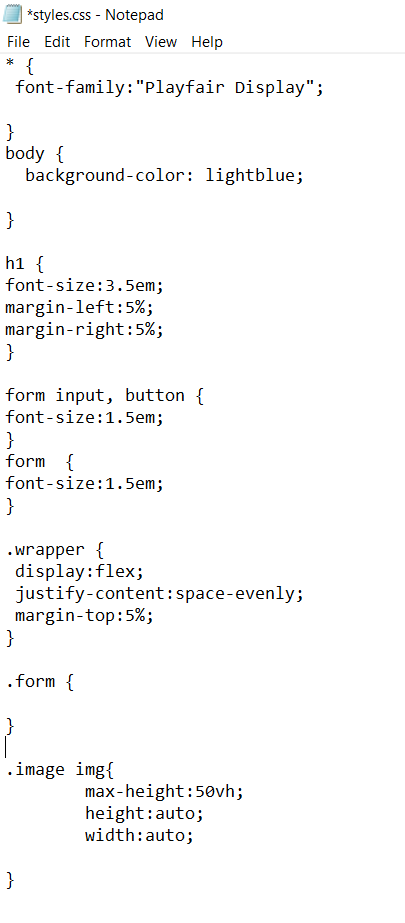 *styles.css - Notepad
File Edit Format View Help
* {
 font-family:"Playfair Display";

}
body {
  background-color: lightblue;

}

h1 {
font-size:3.5em;
margin-left:5%;
margin-right:5%;
}

form input, button {
font-size:1.5em;
}
form  {
font-size:1.5em;
}

.wrapper {
 display:flex;
 justify-content:space-evenly;
 margin-top:5%;
}

.form {

}

.image img{
        max-height:50vh;
        height:auto;
        width:auto;

}